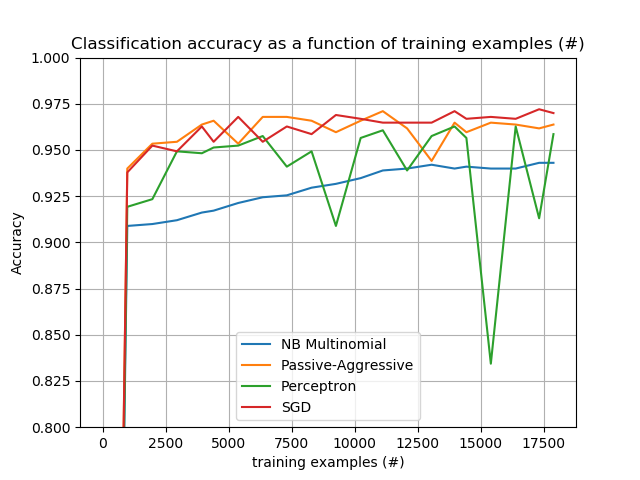 Classification accuracy as a function of training examples (#)
1.000
0.975
0.950
0.925
0.900
0.875
0.850
0.825
0.800
Accuracy
NB Multinomial
Passive-Aggressive
Perceptron
SGD
0 2500 5000 7500 10000 12500 15000 17500
training examples (#)